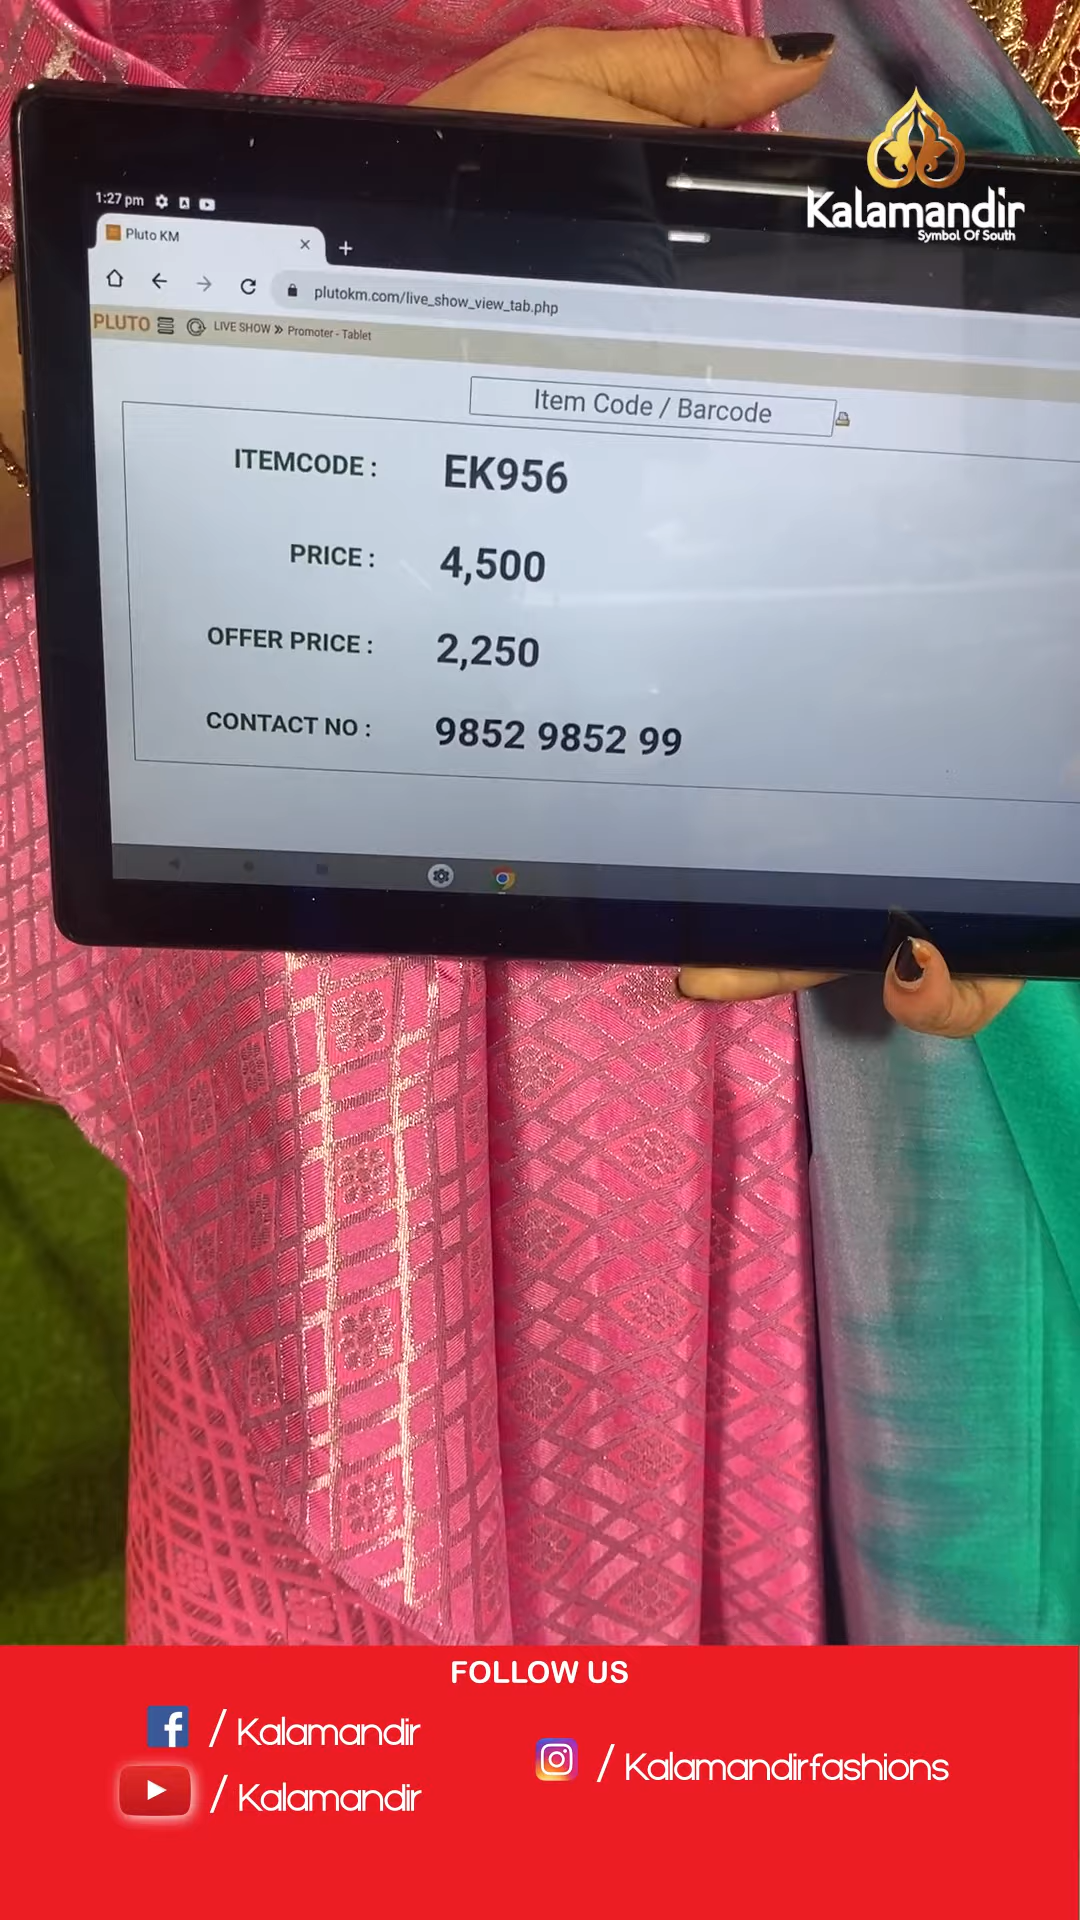 Kalamandir
Symbol Of South
1:27 pm
Pluto KM
plutokm.com/live_show_view_tab.php
PLUTO LIVE SHOW >> Promoter - Tablet
Item Code / Barcode
ITEMCODE : EK956
PRICE : 4,500
OFFER PRICE : 2,250
CONTACT NO : 9852 9852 99
FOLLOW US
/ Kalamandir
/ Kalamandir
/ Kalamandirfashions